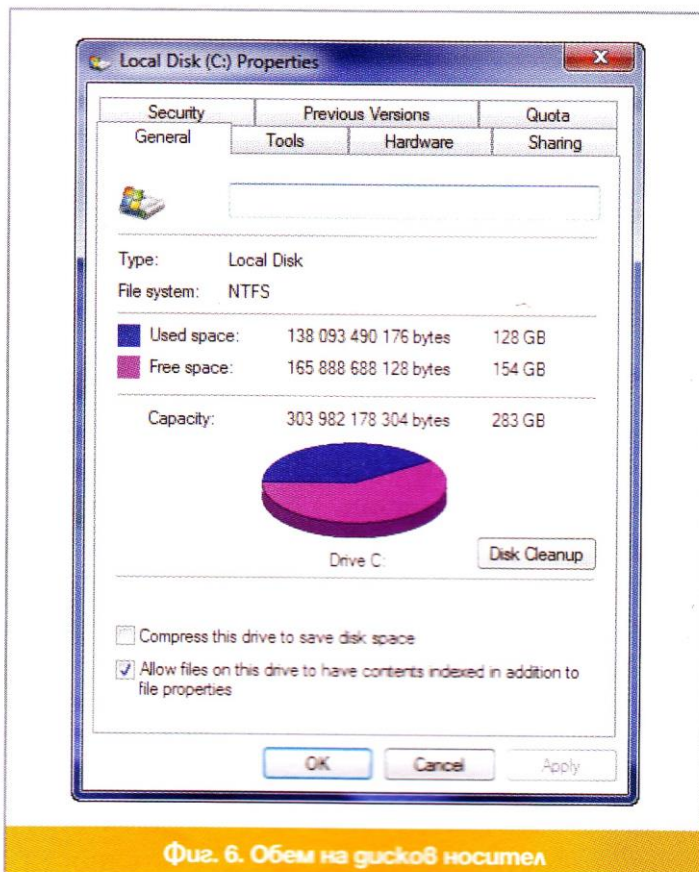 Local Disk (C:) Properties
Security Previous Versions Quota
General Tools Hardware Sharing
Type: Local Disk
File system: NTFS
Used space: 138 093 490 176 bytes 128 GB
Free space: 165 888 688 128 bytes 154 GB
Capacity: 303 982 178 304 bytes 283 GB
Drive C:
Disk Cleanup
Compress this drive to save disk space
Allow files on this drive to have contents indexed in addition to
file properties
OK Cancel Apply
Фиг. 6. Обем на дисков носител